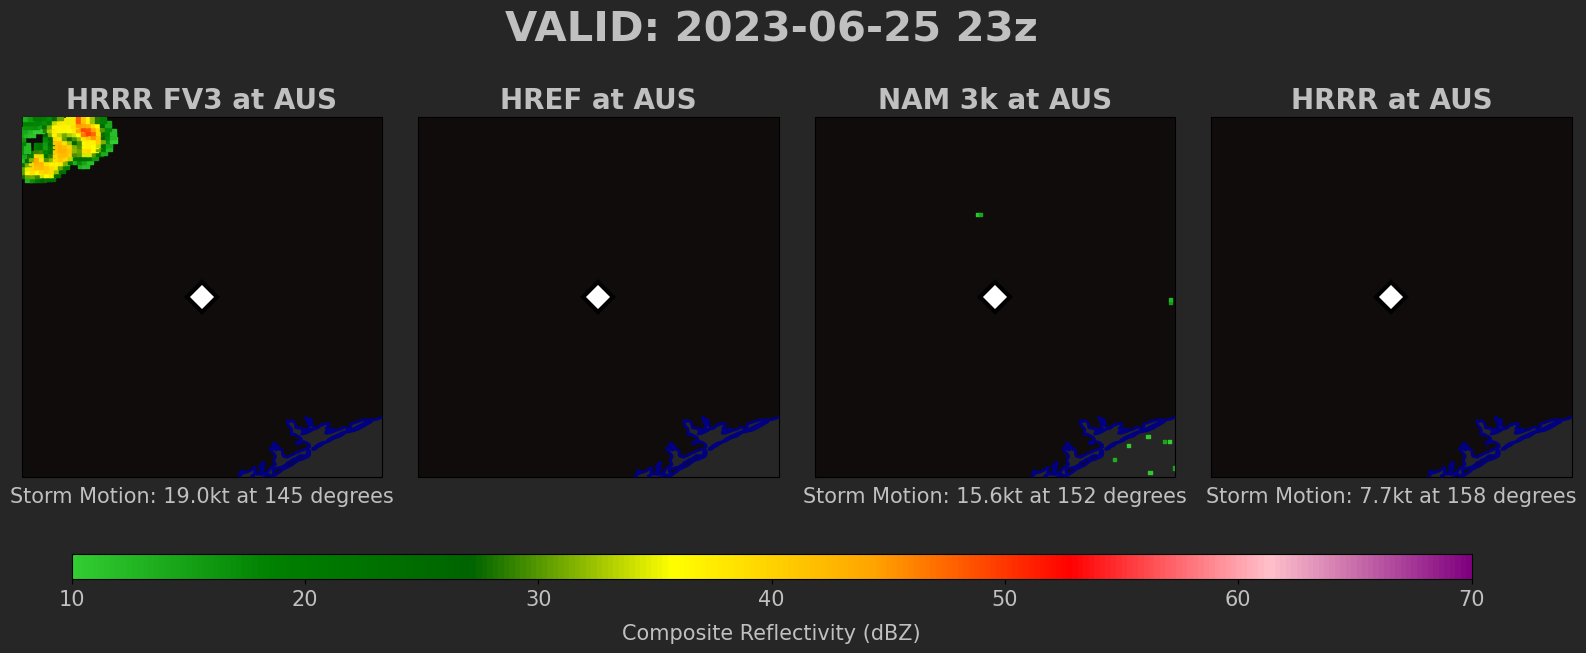 VALID: 2023-06-25 23z
HRRR FV3 at AUS
HREF at AUS
NAM 3k at AUS
HRRR at AUS
Storm Motion: 19.0kt at 145 degrees
Storm Motion: 15.6kt at 152 degrees
Storm Motion: 7.7kt at 158 degrees
10 20 30 40 50 60 70
Composite Reflectivity (dBZ)